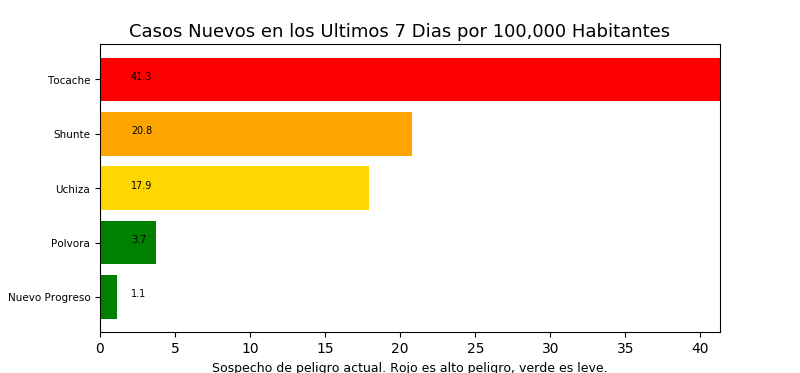 Casos Nuevos en los Ultimos 7 Dias por 100,000 Habitantes
Tocache 41.3
Shunte 20.8
Uchiza 17.9
Polvora 3.7
Nuevo Progreso 1.1
0 5 10 15 20 25 30 35 40
Sospecho de peligro actual. Rojo es alto peligro, verde es leve.